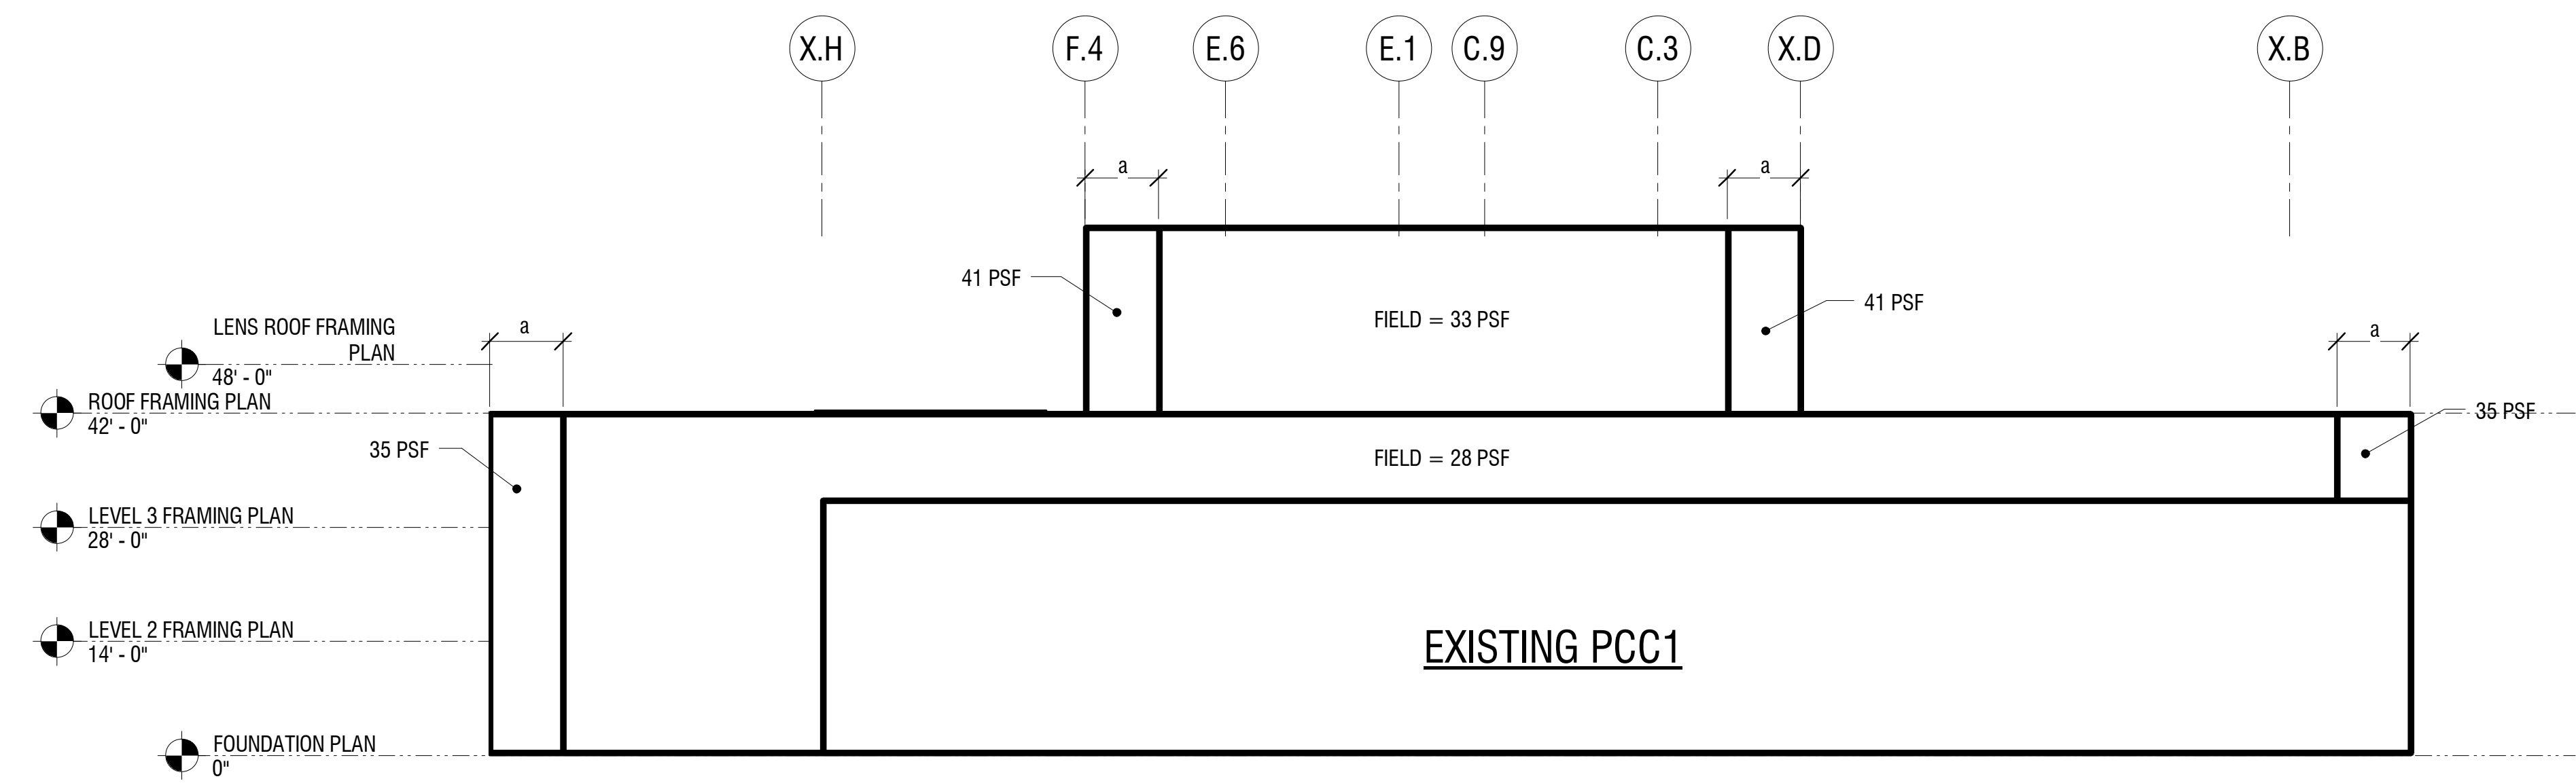 X.H
F.4
E.6
E.1
C.9
C.3
X.D
X.B
a
a
41 PSF
41 PSF
FIELD = 33 PSF
LENS ROOF FRAMING
PLAN
48' - 0"
a
a
ROOF FRAMING PLAN
42' - 0"
35 PSF
35 PSF
FIELD = 28 PSF
LEVEL 3 FRAMING PLAN
28' - 0"
LEVEL 2 FRAMING PLAN
14' - 0"
EXISTING PCC1
FOUNDATION PLAN
0"